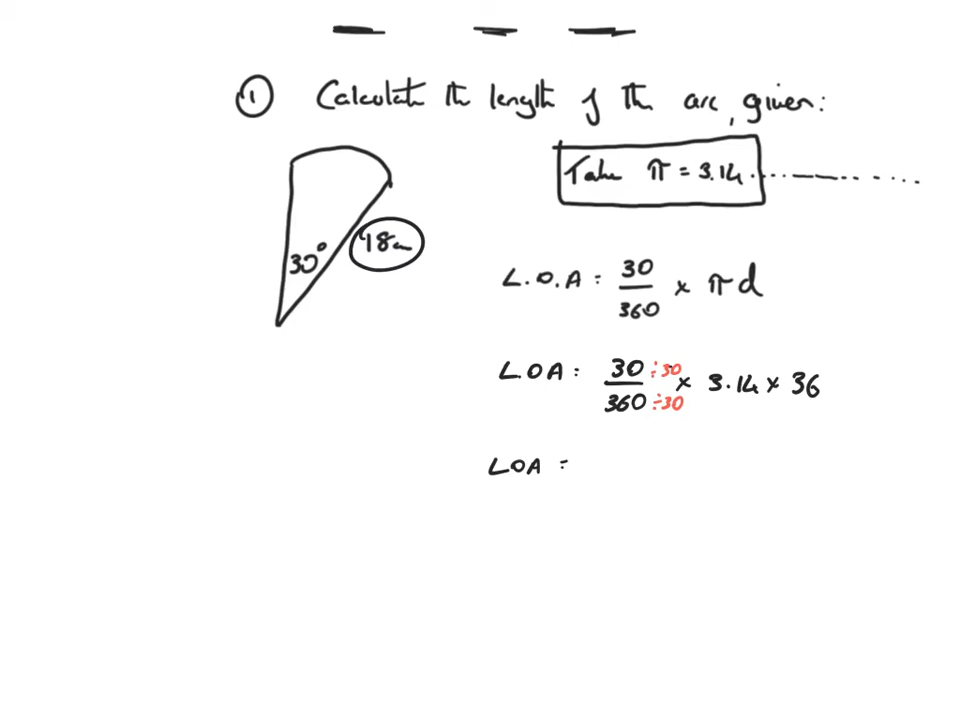 ① Calculate the length of the arc, given:
Take π = 3.14
30°
18cm
L.O.A = 30/360 × πd
LOA = 30÷30/360÷30 × 3.14 × 36
LOA =